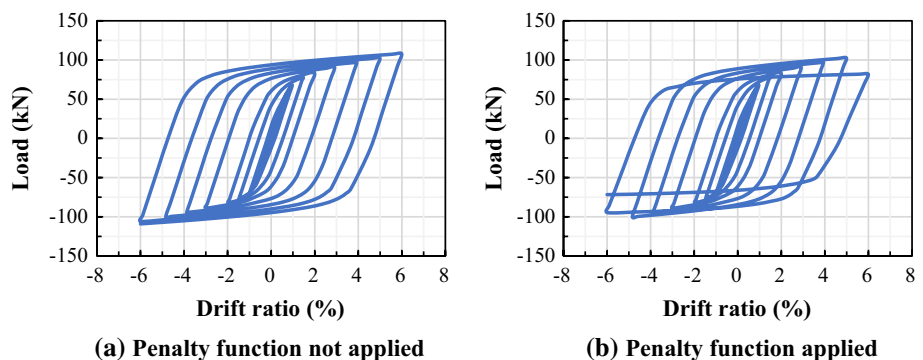 150
100
50
0
-50
-100
-150
Load (kN)
-8 -6 -4 -2 0 2 4 6 8
Drift ratio (%)
(a) Penalty function not applied
150
100
50
0
-50
-100
-150
Load (kN)
-8 -6 -4 -2 0 2 4 6 8
Drift ratio (%)
(b) Penalty function applied